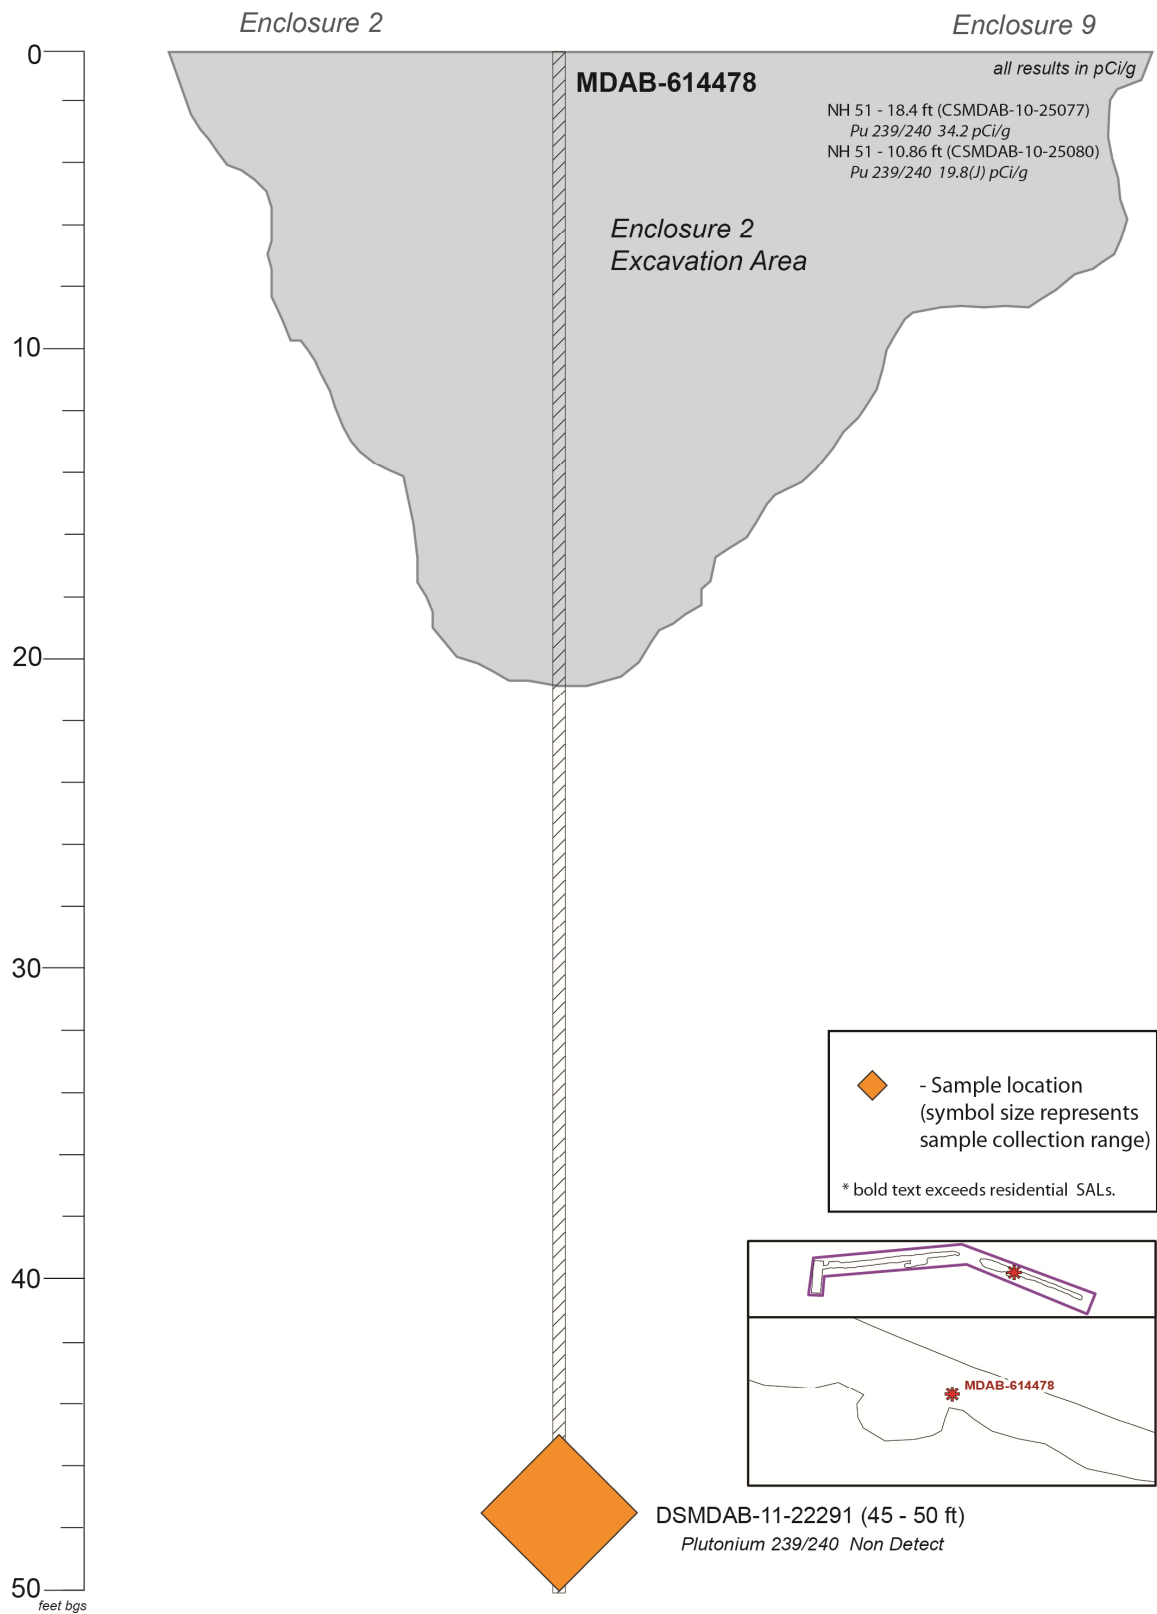 Enclosure 2
Enclosure 9
0
all results in pCi/g
MDAB-614478
NH 51 - 18.4 ft (CSMDAB-10-25077)
Pu 239/240 34.2 pCi/g
NH 51 - 10.86 ft (CSMDAB-10-25080)
Pu 239/240 19.8(J) pCi/g
Enclosure 2
Excavation Area
10
20
30
- Sample location
(symbol size represents
sample collection range)
* bold text exceeds residential SALs.
40
MDAB-614478
DSMDAB-11-22291 (45 - 50 ft)
Plutonium 239/240 Non Detect
50
feet bgs